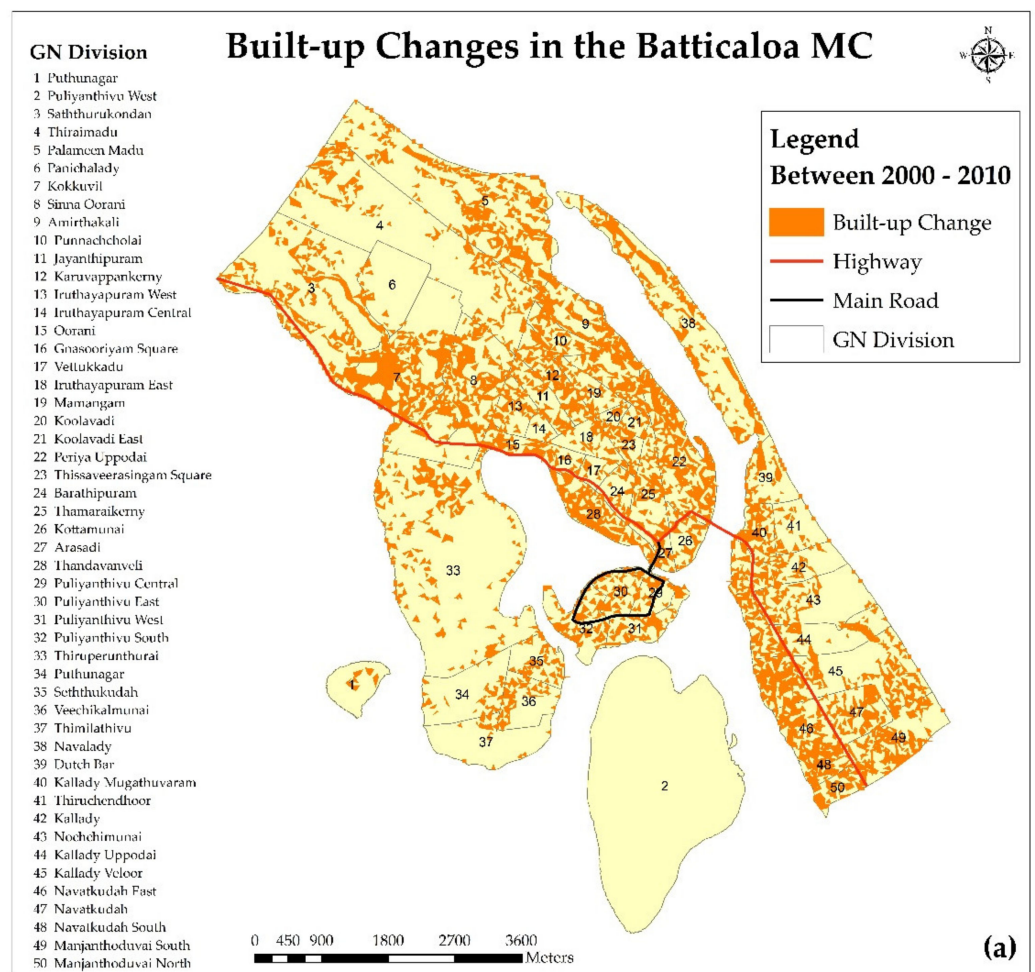 Built-up Changes in the Batticaloa MC
GN Division
1 Puthunagar
2 Puliyanthivu West
3 Saththurukondan
4 Thiraimadu
5 Palameen Madu
6 Panichalady
7 Kokkuvil
8 Sinna Oorani
9 Amirthakali
10 Punnachcholai
11 Jayanthipuram
12 Karuvappankerny
13 Iruthayapuram West
14 Iruthayapuram Central
15 Oorani
16 Gnasooriyam Square
17 Vettukkadu
18 Iruthayapuram East
19 Mamangam
20 Koolavadi
21 Koolavadi East
22 Periya Uppodai
23 Thissaveerasingam Square
24 Barathipuram
25 Thamaraikerny
26 Kottamunai
27 Arasadi
28 Thandavanveli
29 Puliyanthivu Central
30 Puliyanthivu East
31 Puliyanthivu West
32 Puliyanthivu South
33 Thiruperunthurai
34 Puthunagar
35 Seththukudah
36 Veechikalmunai
37 Thimilathivu
38 Navalady
39 Dutch Bar
40 Kallady Mugathuvaram
41 Thiruchendhoor
42 Kallady
43 Nochchimunai
44 Kallady Uppodai
45 Kallady Veloor
46 Navatkudah East
47 Navatkudah
48 Navatkudah South
49 Manjanthoduvai South
50 Manjanthoduvai North
N
W E
S
Legend
Between 2000 - 2010
Built-up Change
Highway
Main Road
GN Division
5
4
38
3
6
9
10
7
8
12
19
11
13
20
21
14
18
23
15
22
16
17
39
24
25
28
40
41
26
27
42
33
30
29
43
32
31
44
35
45
1
34
36
47
46
37
49
48
2
50
0 450 900 1800 2700 3600
Meters
(a)